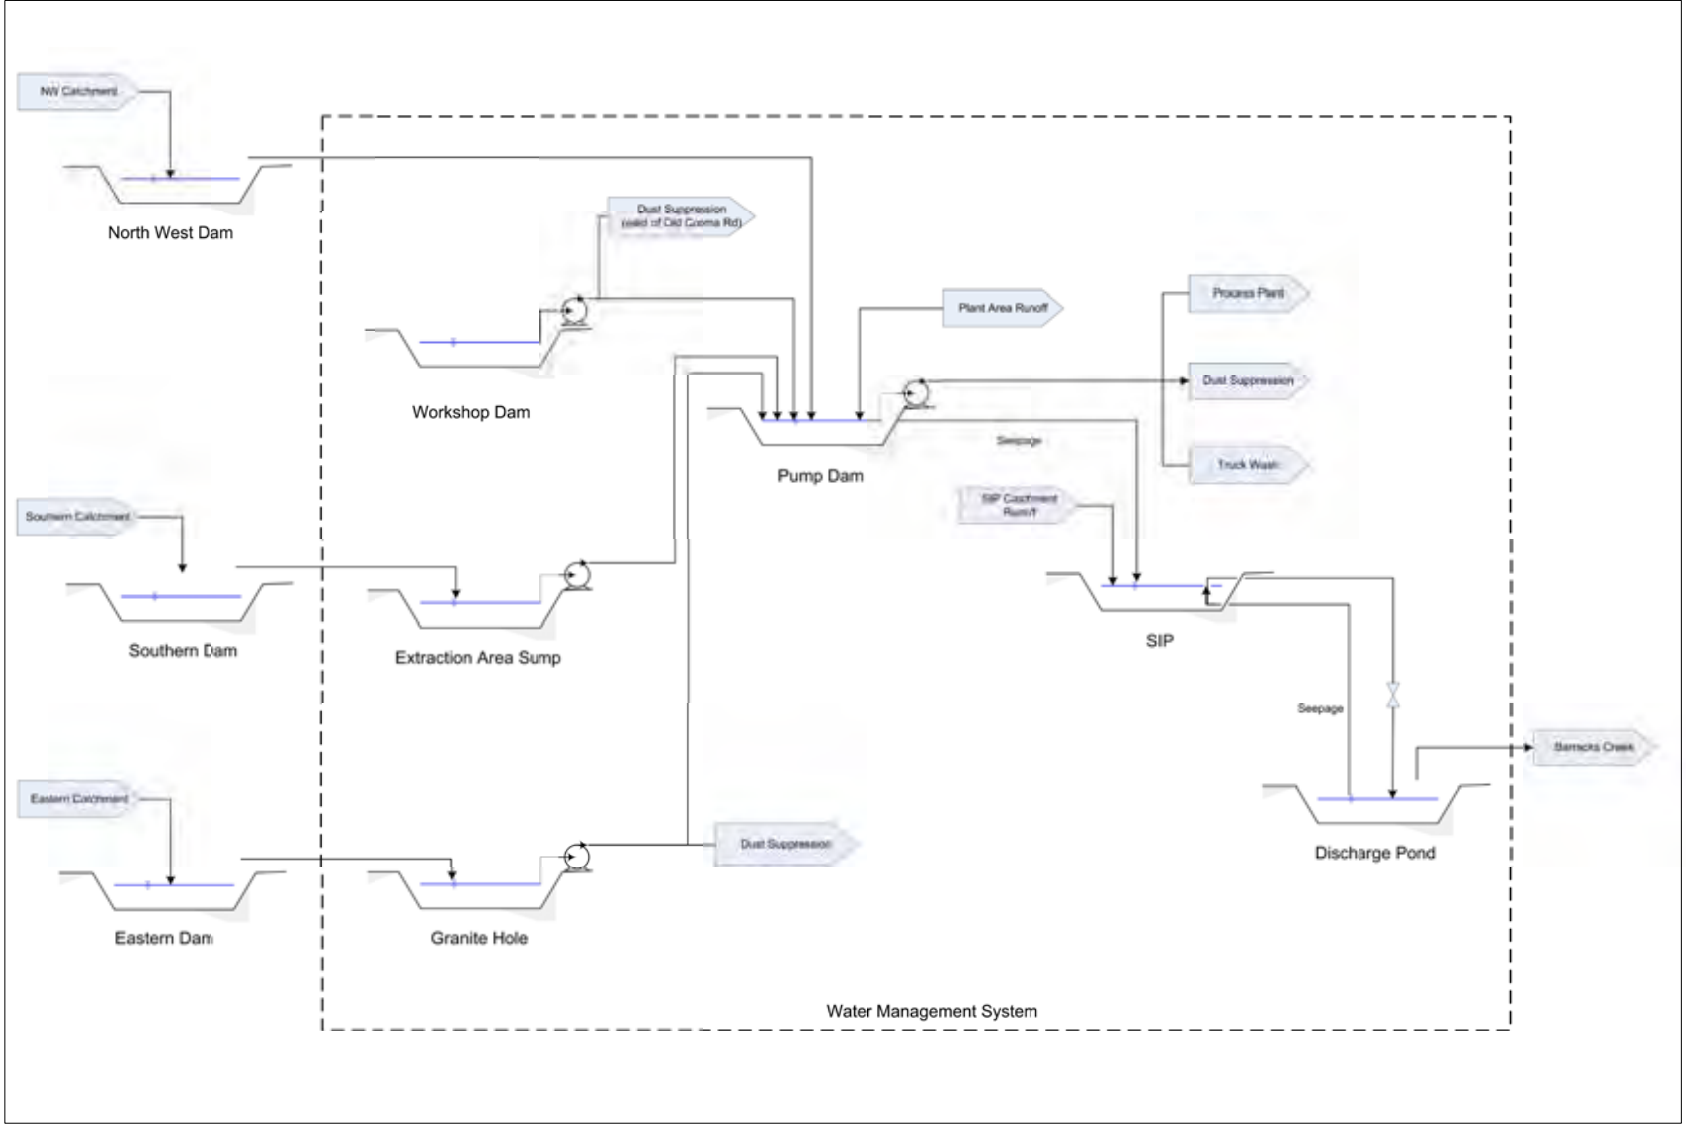 NW Catchment
North West Dam
Dust Suppression
(west of Old Cooma Rd)
Workshop Dam
Plant Area Runoff
Process Plant
Dust Suppression
Truck Wash
Pump Dam
Seepage
SIP Catchment
Runoff
SIP
Southern Catchment
Southern Dam
Extraction Area Sump
Seepage
Barracks Creek
Discharge Pond
Eastern Catchment
Eastern Dam
Granite Hole
Dust Suppression
Water Management System